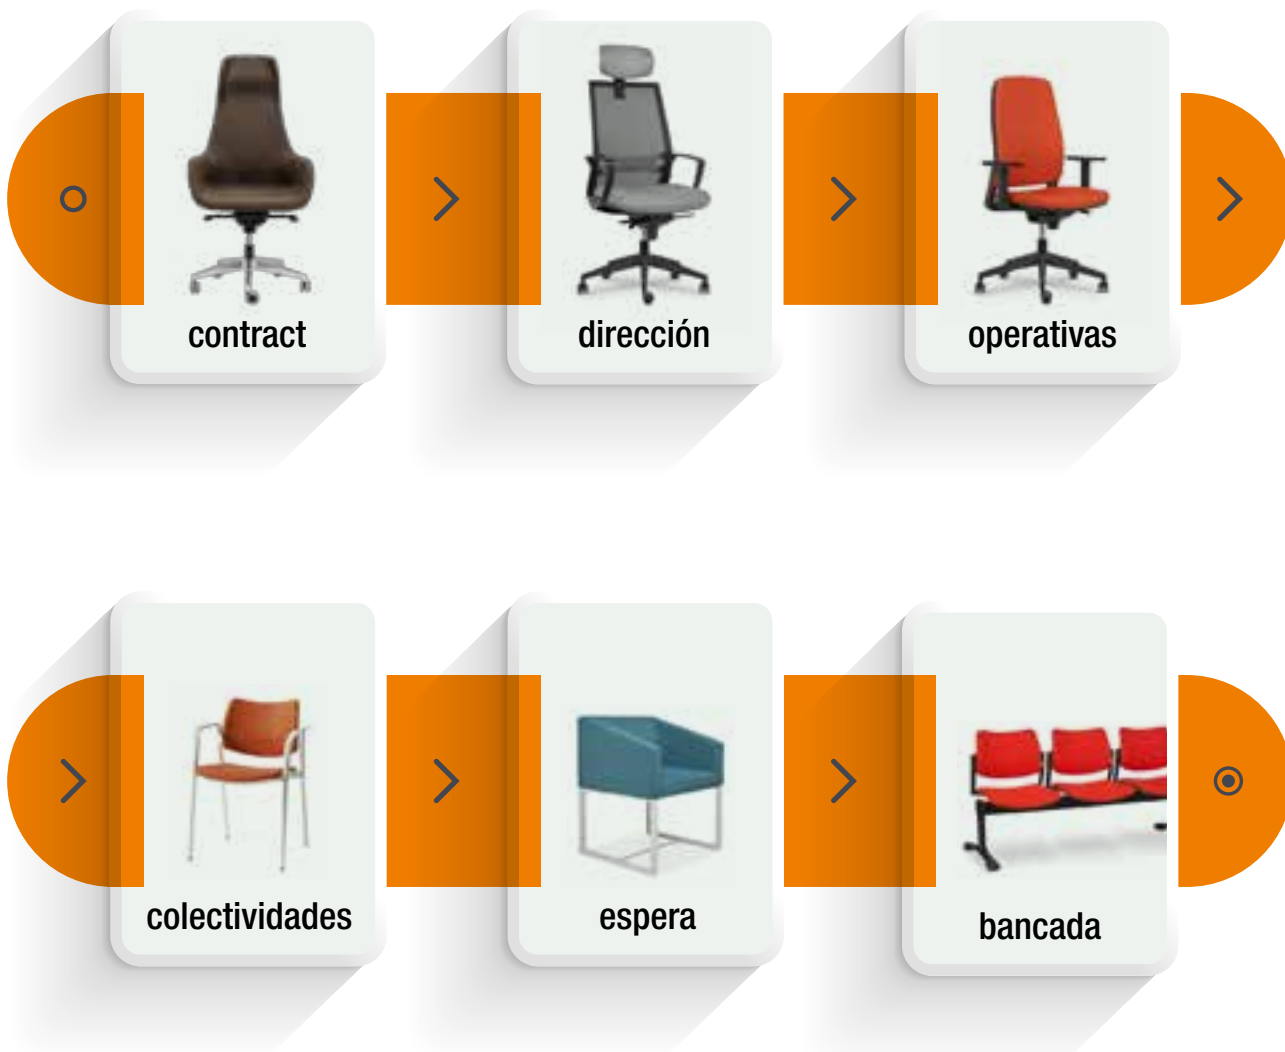 contract
dirección
operativas
colectividades
espera
bancada